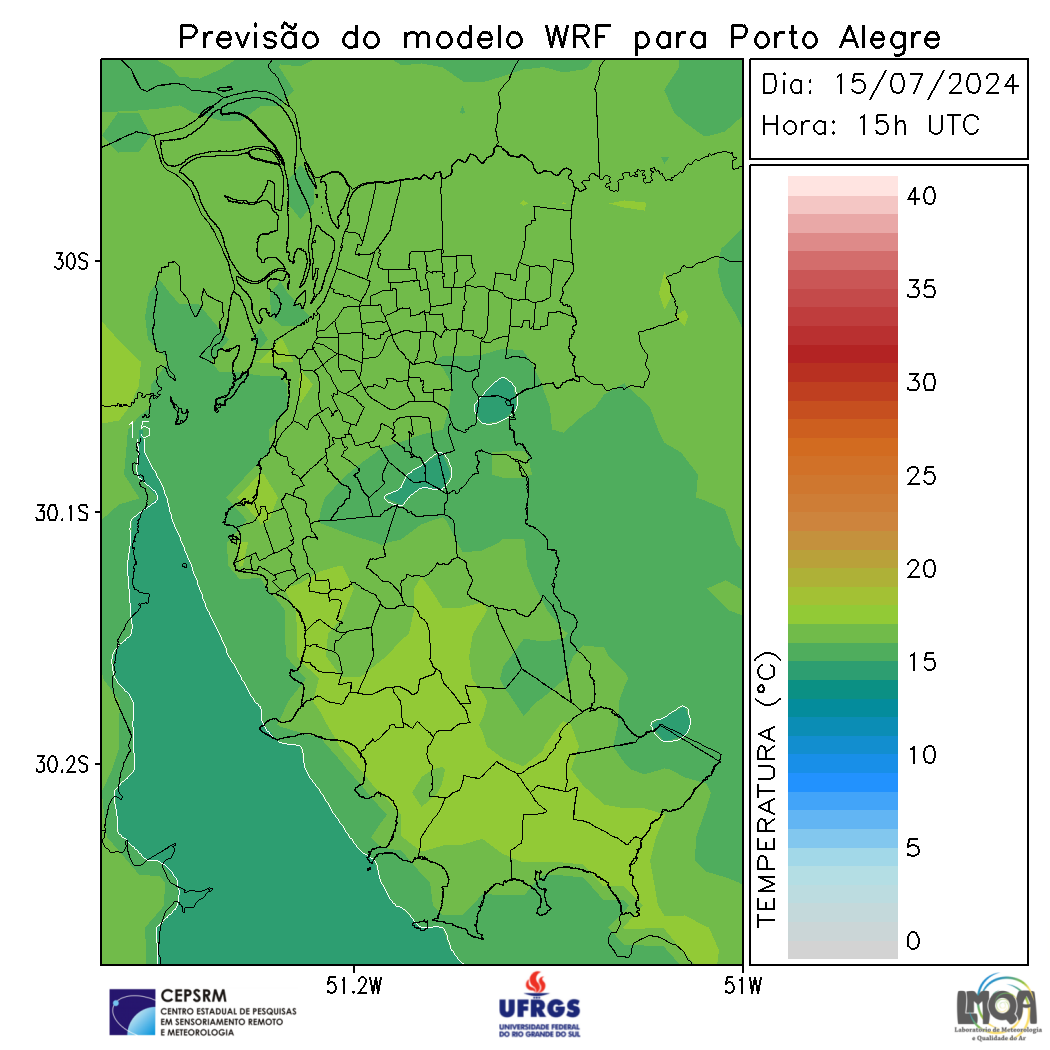 Previsão do modelo WRF para Porto Alegre
Dia: 15/07/2024
Hora: 15h UTC
40
35
30
25
20
15
10
5
0
TEMPERATURA (°C)
30S
30.1S
30.2S
15
51.2W
51W
CEPSRM
CENTRO ESTADUAL DE PESQUISAS
EM SENSORIAMENTO REMOTO
E METEOROLOGIA
UFRGS
UNIVERSIDADE FEDERAL
DO RIO GRANDE DO SUL
LMQA
Laboratório de Meteorologia
e Qualidade do Ar